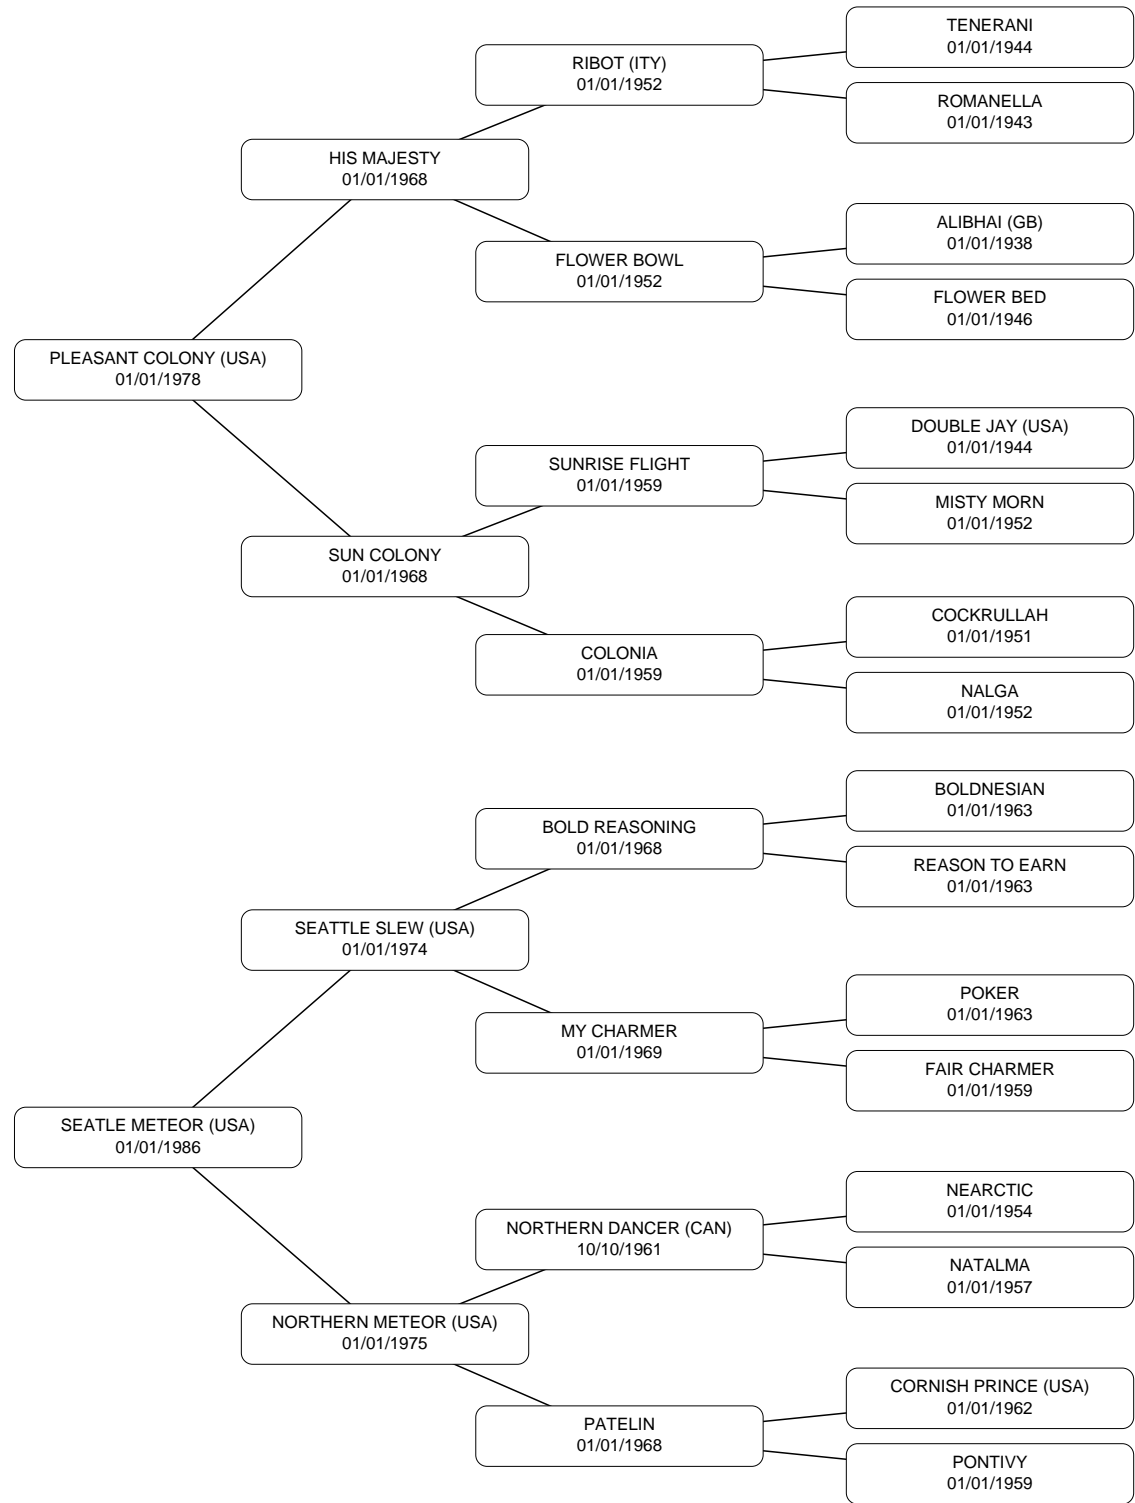 TENERANI
01/01/1944
RIBOT (ITY)
01/01/1952
ROMANELLA
01/01/1943
HIS MAJESTY
01/01/1968
ALIBHAI (GB)
01/01/1938
FLOWER BOWL
01/01/1952
FLOWER BED
01/01/1946
PLEASANT COLONY (USA)
01/01/1978
DOUBLE JAY (USA)
01/01/1944
SUNRISE FLIGHT
01/01/1959
MISTY MORN
01/01/1952
SUN COLONY
01/01/1968
COCKRULLAH
01/01/1951
COLONIA
01/01/1959
NALGA
01/01/1952
BOLDNESIAN
01/01/1963
BOLD REASONING
01/01/1968
REASON TO EARN
01/01/1963
SEATTLE SLEW (USA)
01/01/1974
POKER
01/01/1963
MY CHARMER
01/01/1969
FAIR CHARMER
01/01/1959
SEATLE METEOR (USA)
01/01/1986
NEARCTIC
01/01/1954
NORTHERN DANCER (CAN)
10/10/1961
NATALMA
01/01/1957
NORTHERN METEOR (USA)
01/01/1975
CORNISH PRINCE (USA)
01/01/1962
PATELIN
01/01/1968
PONTIVY
01/01/1959